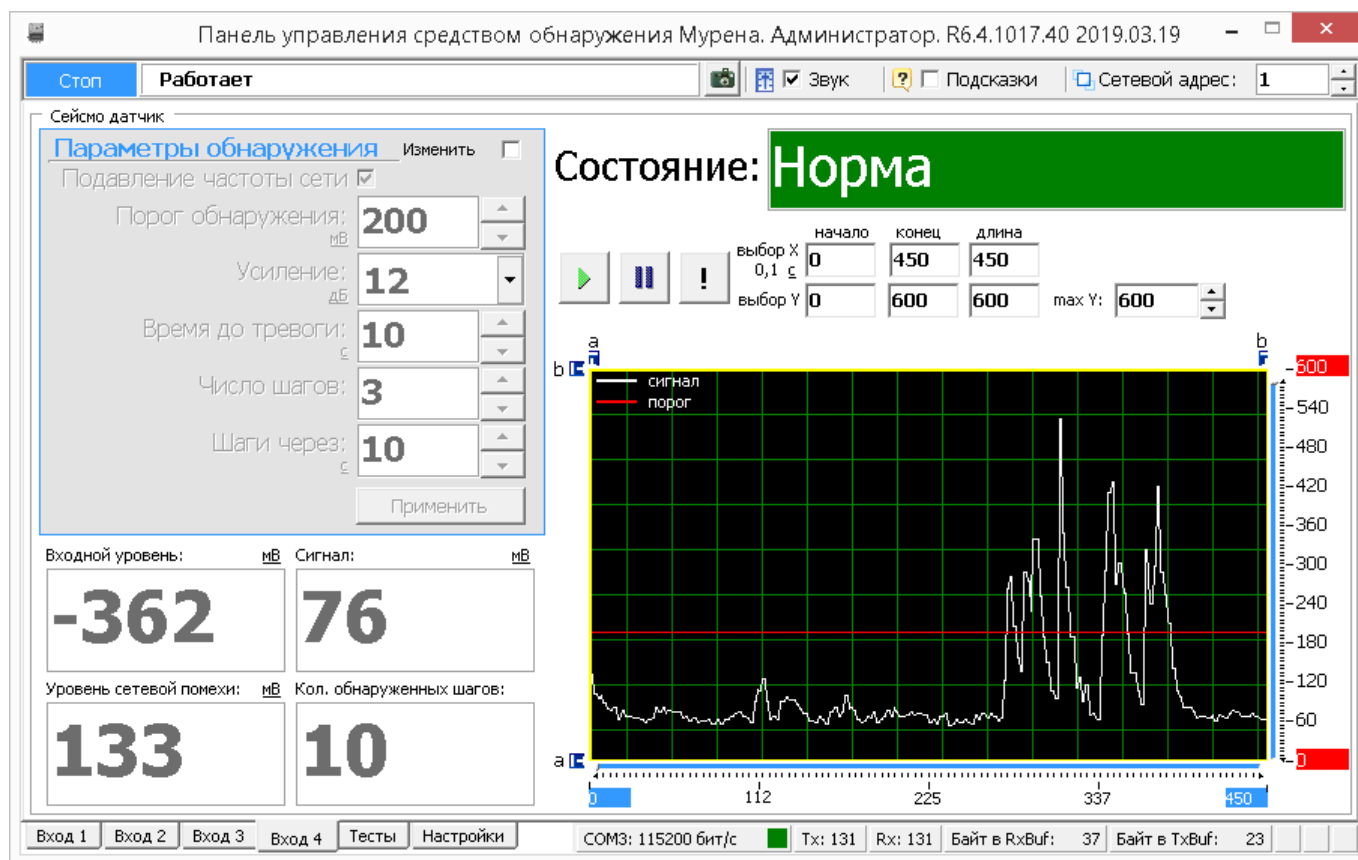 Панель управления средством обнаружения Мурена. Администратор. R6.4.1017.40 2019.03.19
Стоп Работает Звук Подсказки Сетевой адрес: 1
Сейсмо датчик
Параметры обнаружения Изменить
Подавление частоты сети
Порог обнаружения: 200
мВ
Усиление: 12
дБ
Время до тревоги: 10
с
Число шагов: 3
Шаги через: 10
с
Применить
Входной уровень: мВ Сигнал: мВ
-362 76
Уровень сетевой помехи: мВ Кол. обнаруженных шагов:
133 10
Состояние: Норма
начало конец длина
выбор X 0 450 450
0,1 с
выбор Y 0 600 600 max Y: 600
! 
a b
b
сигнал
порог
600
540
480
420
360
300
240
180
120
60
0
a
0 112 225 337 450
Вход 1 Вход 2 Вход 3 Вход 4 Тесты Настройки COM3: 115200 бит/с Tx: 131 Rx: 131 Байт в RxBuf: 37 Байт в TxBuf: 23